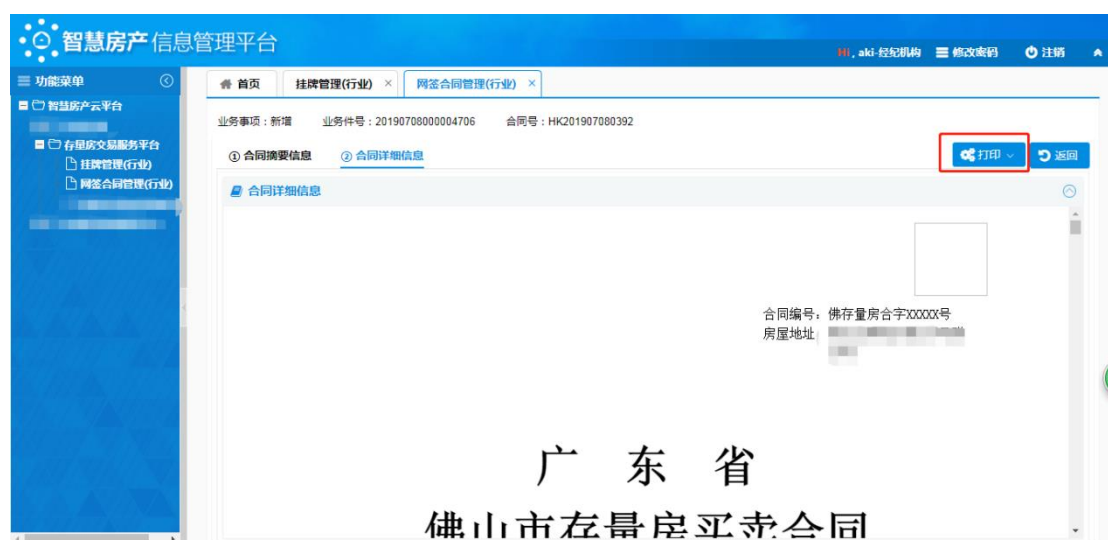 智慧房产信息管理平台
Hi, aki-经纪机构 修改密码 注销
功能菜单
首页 挂牌管理(行业) × 网签合同管理(行业) ×
智慧房产云平台
存量房交易服务平台
挂牌管理(行业)
网签合同管理(行业)
业务事项:新增 业务件号:20190708000004706 合同号:HK201907080392
① 合同摘要信息 ② 合同详细信息 打印 返回
合同详细信息
合同编号: 佛存量房合字XXXXX号
房屋地址
广 东 省
佛山市存量房买卖合同